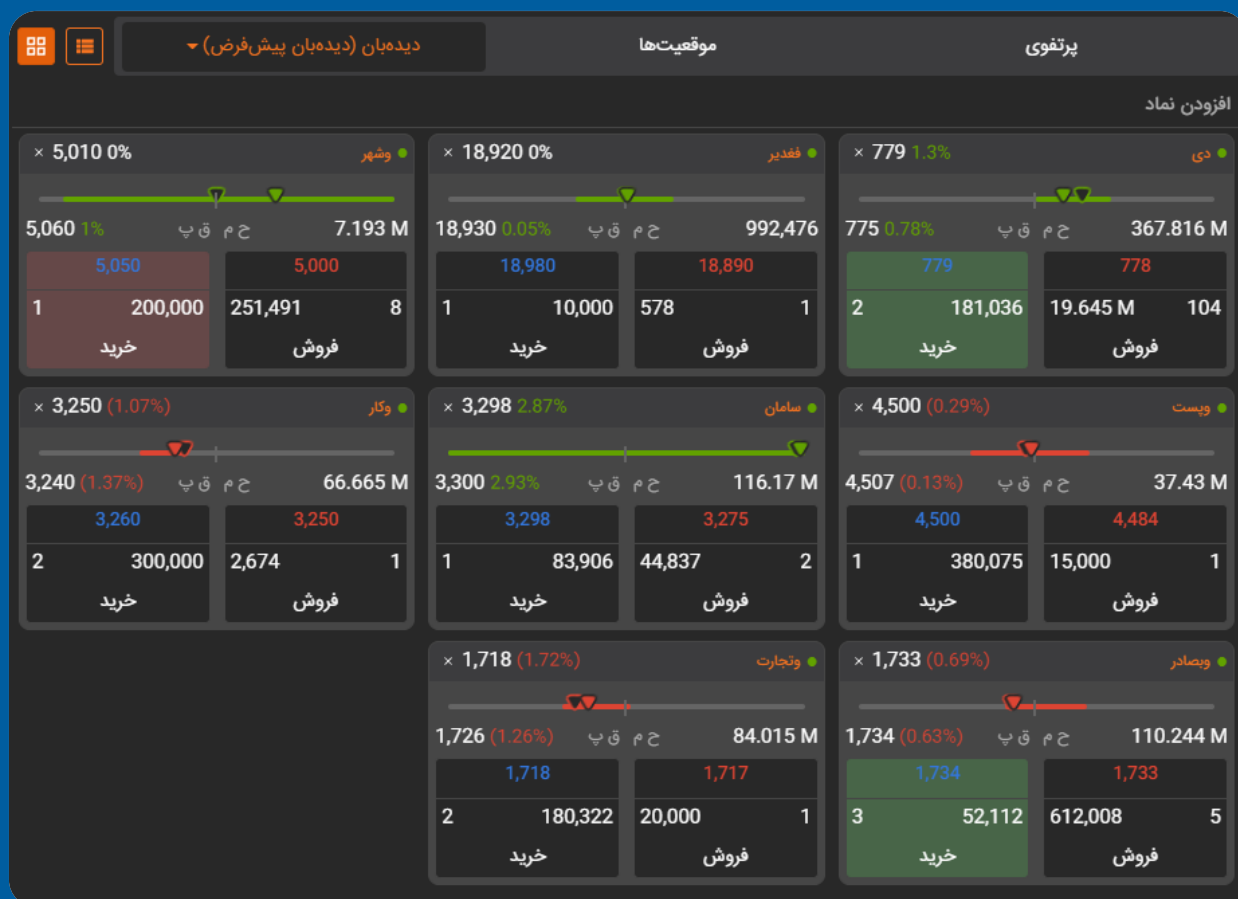 پرتفوی
موقعیت‌ها
دیده‌بان (دیده‌بان پیش‌فرض)
افزودن نماد
دی 1.3% 779 ×
367.816 M ح م ق پ 0.78% 775
778 779
104 19.645 M 181,036 2
فروش خرید
فغدیر 0% 18,920 ×
992,476 ح م ق پ 0.05% 18,930
18,890 18,980
1 578 10,000 1
فروش خرید
وشهر 0% 5,010 ×
7.193 M ح م ق پ 1% 5,060
5,000 5,050
8 251,491 200,000 1
فروش خرید
وپست (0.29%) 4,500 ×
37.43 M ح م ق پ (0.13%) 4,507
4,484 4,500
1 15,000 380,075 1
فروش خرید
سامان 2.87% 3,298 ×
116.17 M ح م ق پ 2.93% 3,300
3,275 3,298
2 44,837 83,906 1
فروش خرید
وکار (1.07%) 3,250 ×
66.665 M ح م ق پ (1.37%) 3,240
3,250 3,260
1 2,674 300,000 2
فروش خرید
وبصادر (0.69%) 1,733 ×
110.244 M ح م ق پ (0.63%) 1,734
1,733 1,734
5 612,008 52,112 3
فروش خرید
وتجارت (1.72%) 1,718 ×
84.015 M ح م ق پ (1.26%) 1,726
1,717 1,718
1 20,000 180,322 2
فروش خرید